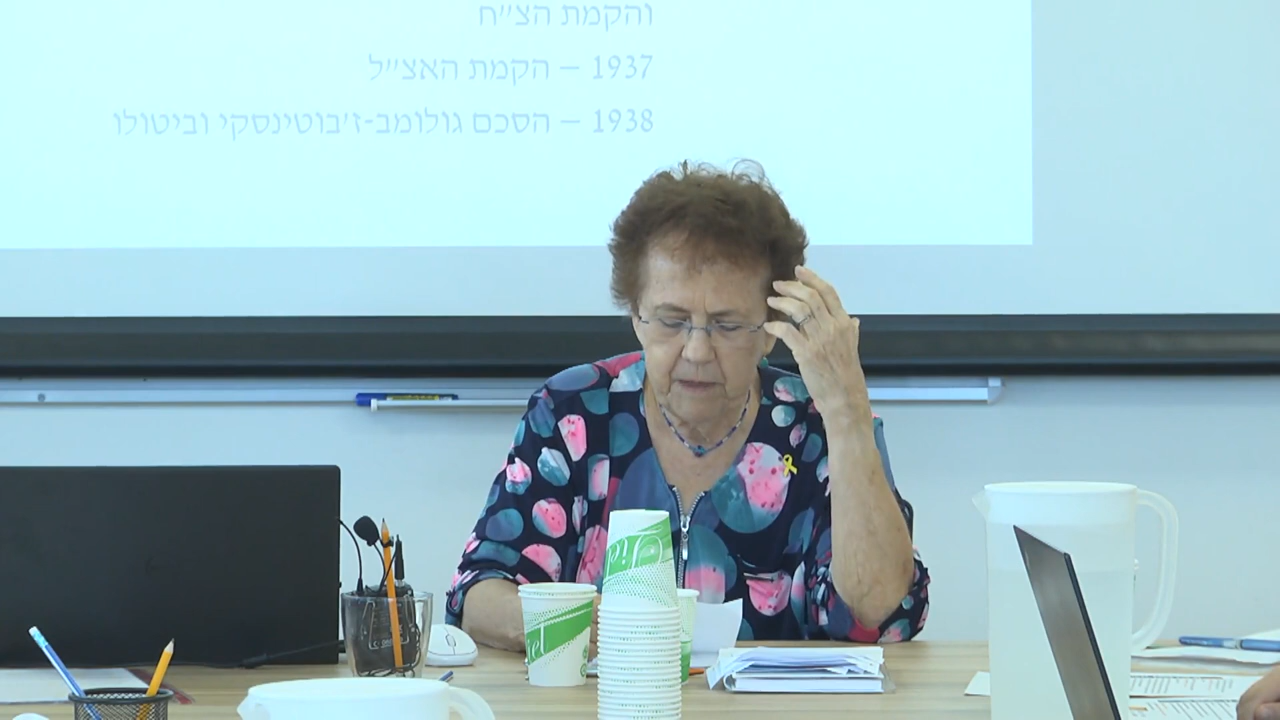 והקמת הצ״ח
1937 – הקמת האצ״ל
1938 – הסכם גולומב-ז׳בוטינסקי וביטולו